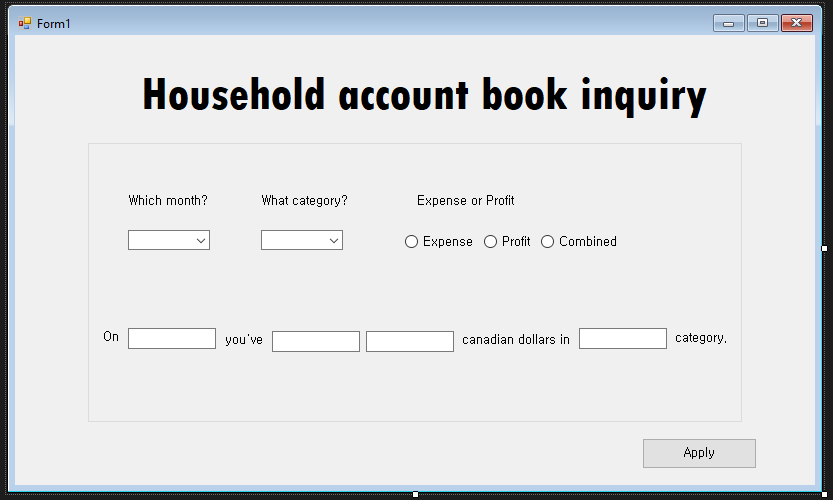 Form1
Household account book inquiry
Which month? What category? Expense or Profit
Expense Profit Combined
On you've canadian dollars in category.
Apply